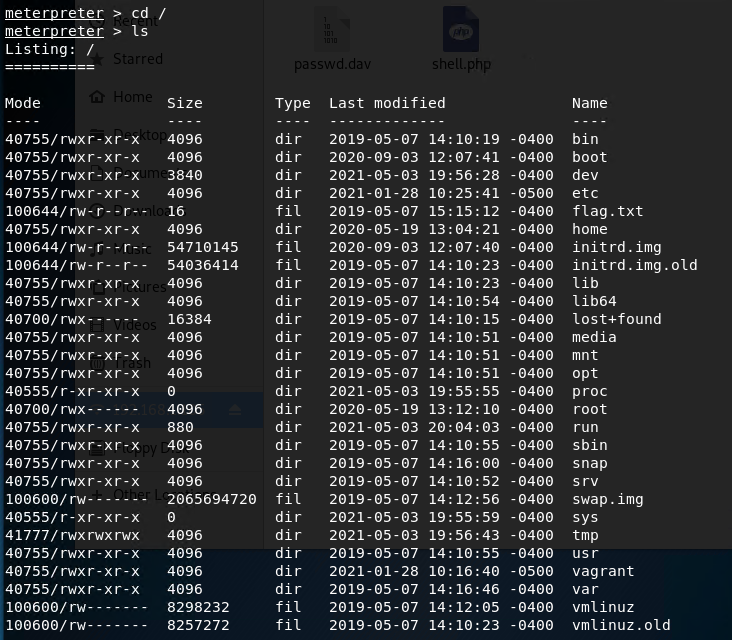 meterpreter > cd /
meterpreter > ls
Listing: /
==========
Mode Size Type Last modified Name
---- ---- ---- ------------- ----
40755/rwxr-xr-x 4096 dir 2019-05-07 14:10:19 -0400 bin
40755/rwxr-xr-x 4096 dir 2020-09-03 12:07:41 -0400 boot
40755/rwxr-xr-x 3840 dir 2021-05-03 19:56:28 -0400 dev
40755/rwxr-xr-x 4096 dir 2021-01-28 10:25:41 -0500 etc
100644/rw-r--r-- 16 fil 2019-05-07 15:15:12 -0400 flag.txt
40755/rwxr-xr-x 4096 dir 2020-05-19 13:04:21 -0400 home
100644/rw-r--r-- 54710145 fil 2020-09-03 12:07:40 -0400 initrd.img
100644/rw-r--r-- 54036414 fil 2019-05-07 14:10:23 -0400 initrd.img.old
40755/rwxr-xr-x 4096 dir 2019-05-07 14:10:23 -0400 lib
40755/rwxr-xr-x 4096 dir 2019-05-07 14:10:54 -0400 lib64
40700/rwx------ 16384 dir 2019-05-07 14:10:15 -0400 lost+found
40755/rwxr-xr-x 4096 dir 2019-05-07 14:10:51 -0400 media
40755/rwxr-xr-x 4096 dir 2019-05-07 14:10:51 -0400 mnt
40755/rwxr-xr-x 4096 dir 2019-05-07 14:10:51 -0400 opt
40555/r-xr-xr-x 0 dir 2021-05-03 19:55:55 -0400 proc
40700/rwx------ 4096 dir 2020-05-19 13:12:10 -0400 root
40755/rwxr-xr-x 880 dir 2021-05-03 20:04:03 -0400 run
40755/rwxr-xr-x 4096 dir 2019-05-07 14:10:55 -0400 sbin
40755/rwxr-xr-x 4096 dir 2019-05-07 14:16:00 -0400 snap
40755/rwxr-xr-x 4096 dir 2019-05-07 14:10:52 -0400 srv
100600/rw------- 2065694720 fil 2019-05-07 14:12:56 -0400 swap.img
40555/r-xr-xr-x 0 dir 2021-05-03 19:55:59 -0400 sys
41777/rwxrwxrwx 4096 dir 2021-05-03 19:56:43 -0400 tmp
40755/rwxr-xr-x 4096 dir 2019-05-07 14:10:55 -0400 usr
40755/rwxr-xr-x 4096 dir 2021-01-28 10:16:40 -0500 vagrant
40755/rwxr-xr-x 4096 dir 2019-05-07 14:16:46 -0400 var
100600/rw------- 8298232 fil 2019-05-07 14:12:05 -0400 vmlinuz
100600/rw------- 8257272 fil 2019-05-07 14:10:23 -0400 vmlinuz.old
Starred
Home
Desktop
Music
Pictures
Videos
Trash
passwd.dav
shell.php
php